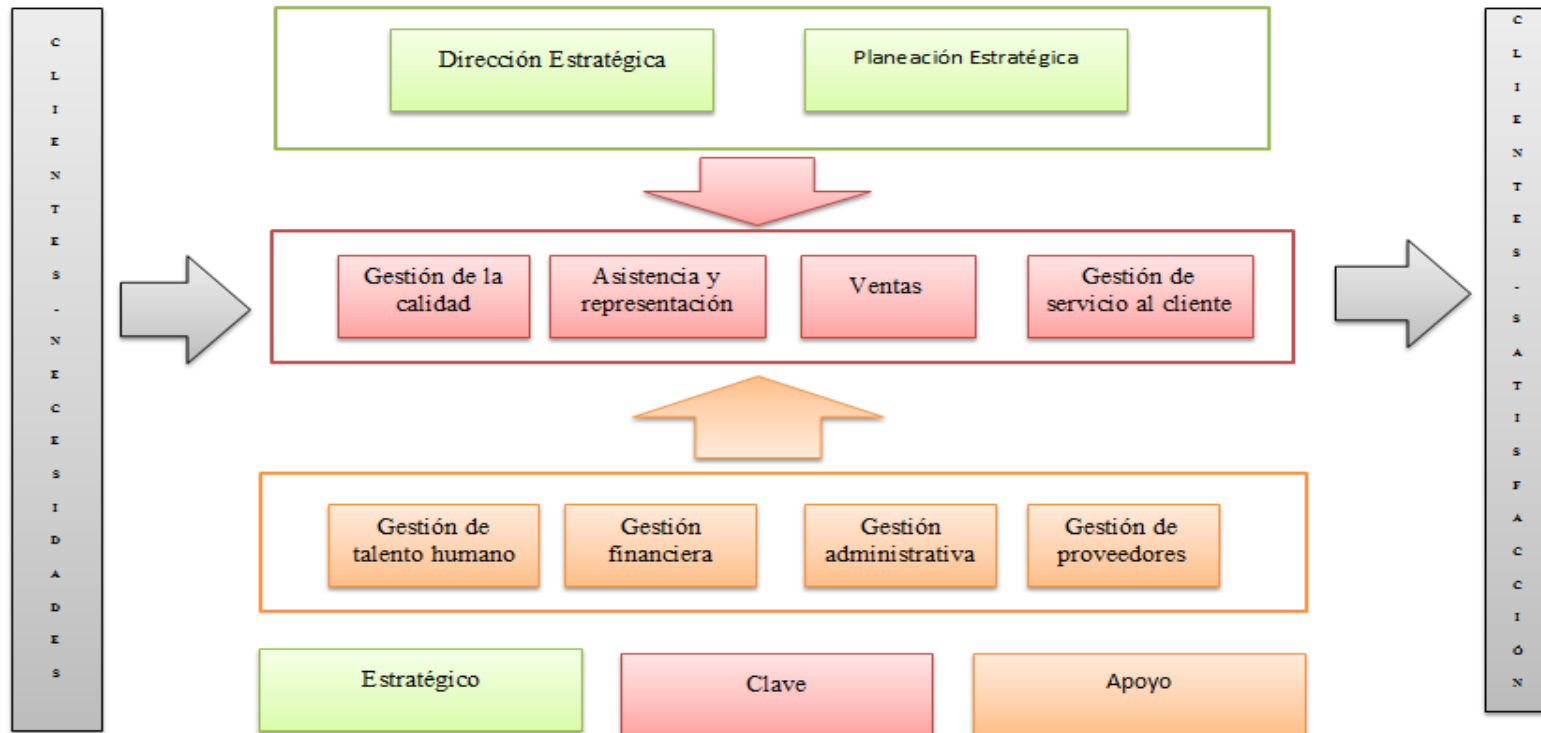 CLIENTES-NECESIDADES
Dirección Estratégica
Planeación Estratégica
Gestión de la
calidad
Asistencia y
representación
Ventas
Gestión de
servicio al cliente
Gestión de
talento humano
Gestión
financiera
Gestión
administrativa
Gestión de
proveedores
Estratégico
Clave
Apoyo
CLIENTES-SATISFACCIÓN